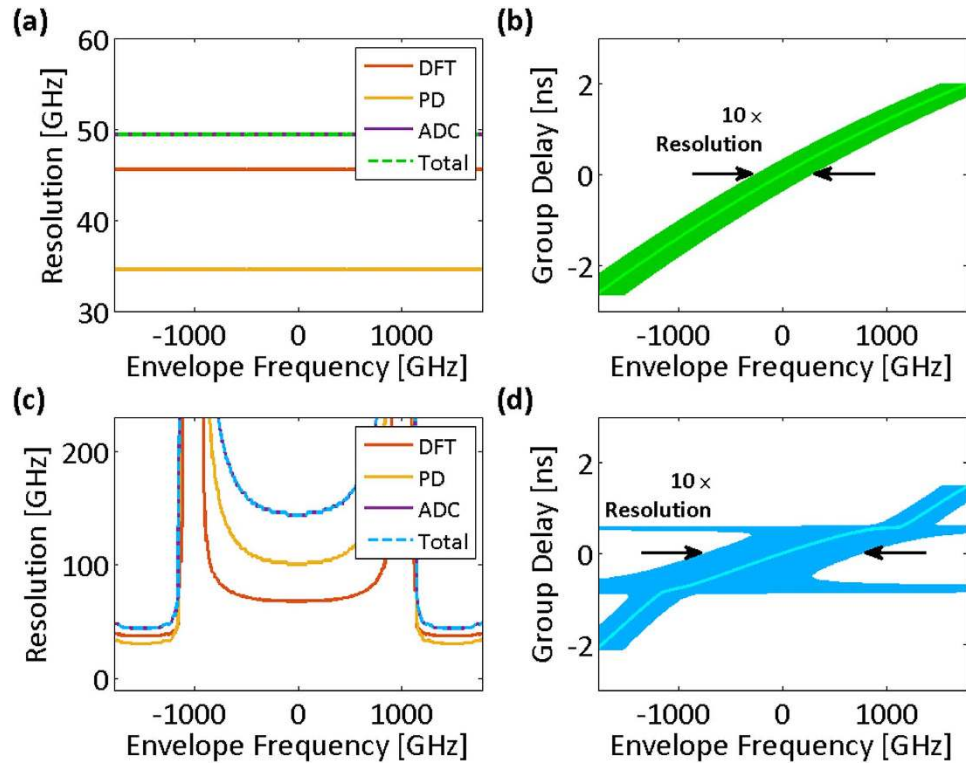 (a)
60
50
40
30
Resolution [GHz]
DFT
PD
ADC
Total
-1000
0
1000
Envelope Frequency [GHz]
(b)
2
0
-2
Group Delay [ns]
10 ×
Resolution
-1000
0
1000
Envelope Frequency [GHz]
(c)
200
100
0
Resolution [GHz]
DFT
PD
ADC
Total
-1000
0
1000
Envelope Frequency [GHz]
(d)
2
0
-2
Group Delay [ns]
10 ×
Resolution
-1000
0
1000
Envelope Frequency [GHz]